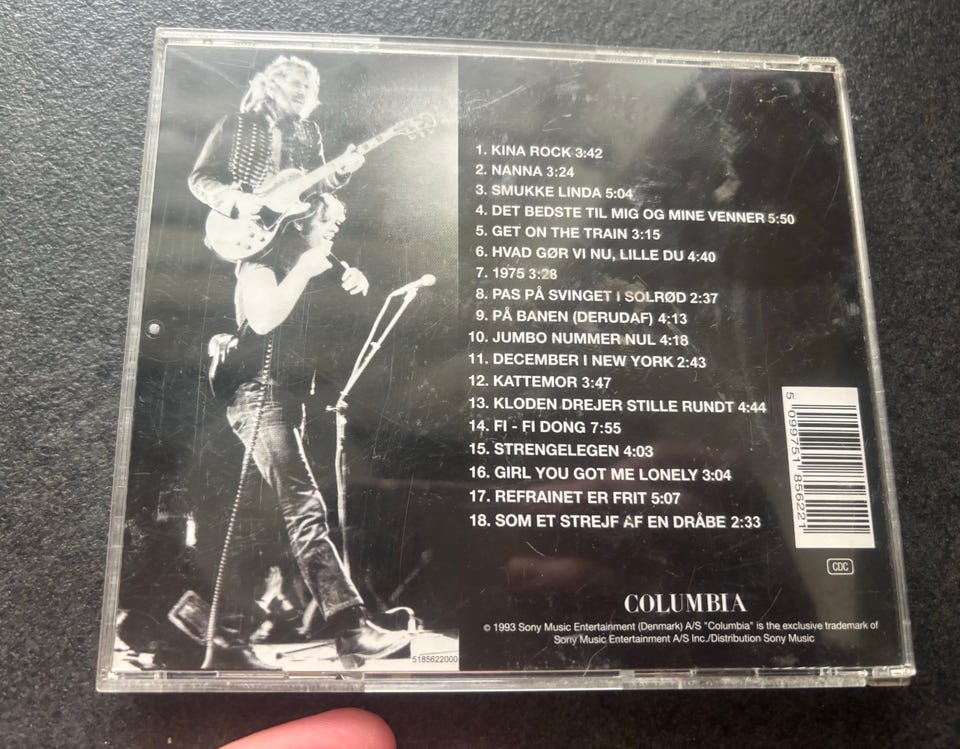 1. KINA ROCK 3:42
2. NANNA 3:24
3. SMUKKE LINDA 5:04
4. DET BEDSTE TIL MIG OG MINE VENNER 5:50
5. GET ON THE TRAIN 3:15
6. HVAD GØR VI NU, LILLE DU 4:40
7. 1975 3:28
8. PAS PÅ SVINGET I SOLRØD 2:37
9. PÅ BANEN (DERUDAF) 4:13
10. JUMBO NUMMER NUL 4:18
11. DECEMBER I NEW YORK 2:43
12. KATTEMOR 3:47
13. KLODEN DREJER STILLE RUNDT 4:44
14. FI - FI DONG 7:55
15. STRENGELEGEN 4:03
16. GIRL YOU GOT ME LONELY 3:04
17. REFRAINET ER FRIT 5:07
18. SOM ET STREJF AF EN DRÅBE 2:33
5 099751 856221
CDC
COLUMBIA
© 1993 Sony Music Entertainment (Denmark) A/S "Columbia" is the exclusive trademark of
Sony Music Entertainment A/S Inc./Distribution Sony Music
5185622000